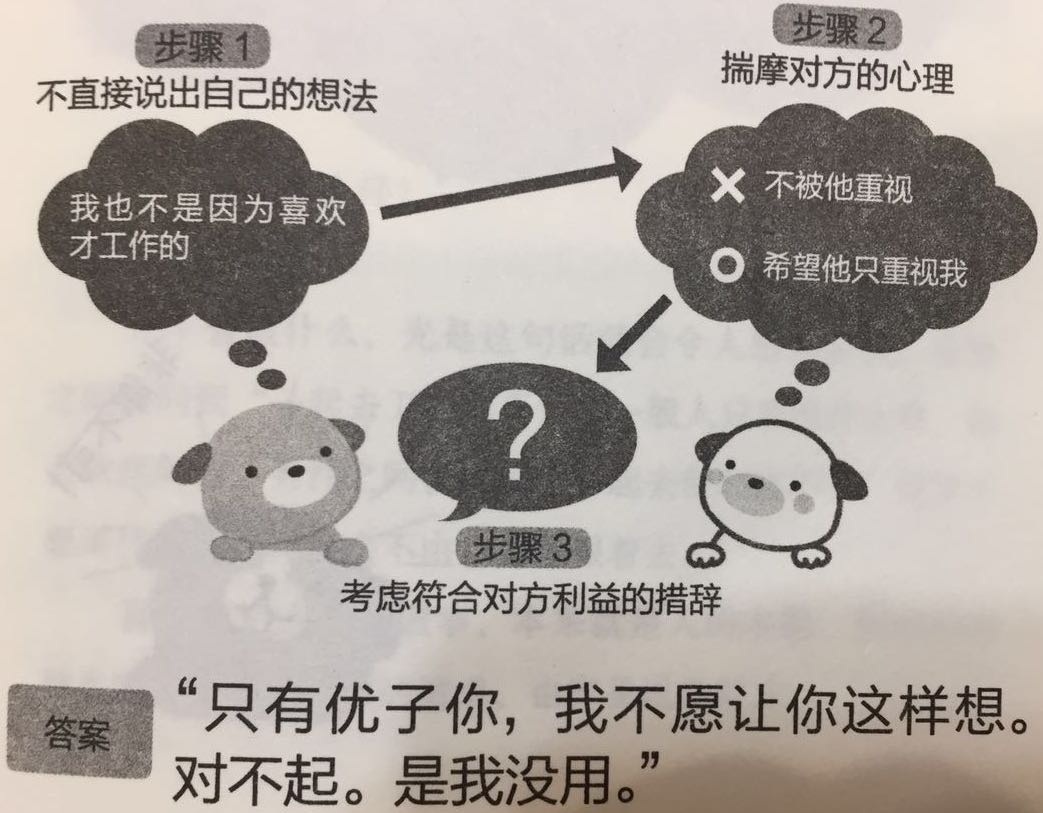 步骤 1
不直接说出自己的想法
我也不是因为喜欢
才工作的
步骤 2
揣摩对方的心理
× 不被他重视
○ 希望他只重视我
?
步骤 3
考虑符合对方利益的措辞
答案
“只有优子你，我不愿让你这样想。
对不起。是我没用。”